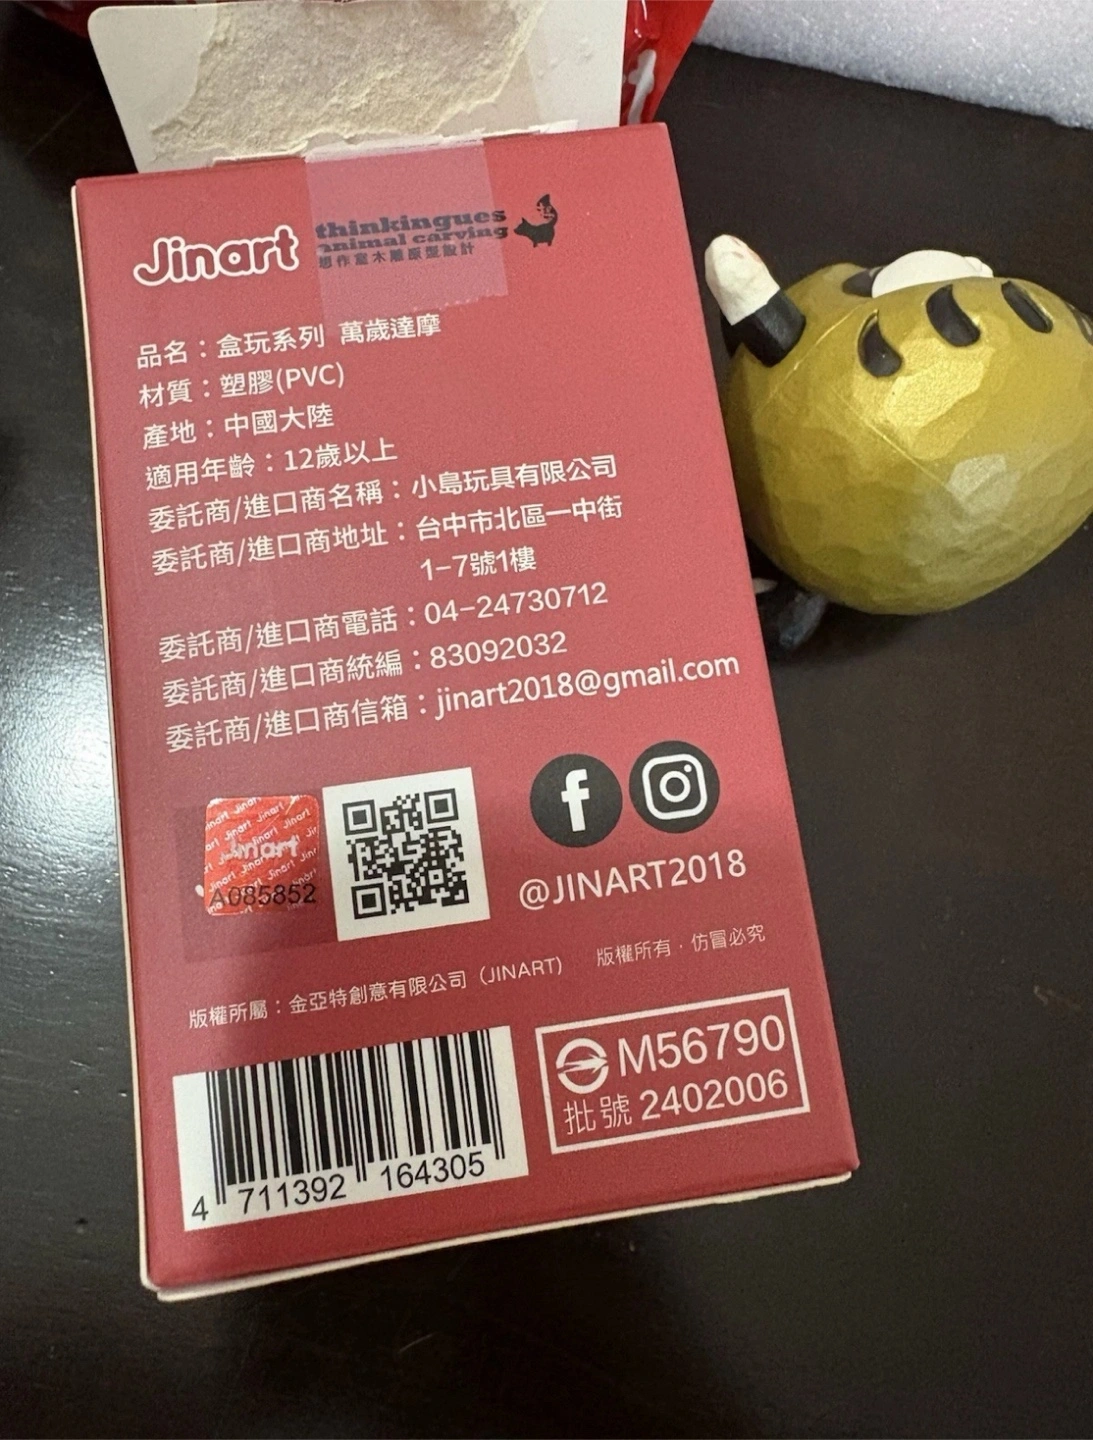 Jinart
thinkingues
animal carving
思作室木雕原型設計
品名：盒玩系列 萬歲達摩
材質：塑膠(PVC)
產地：中國大陸
適用年齡：12歲以上
委託商/進口商名稱：小島玩具有限公司
委託商/進口商地址：台中市北區一中街
1-7號1樓
委託商/進口商電話：04-24730712
委託商/進口商統編：83092032
委託商/進口商信箱：jinart2018@gmail.com
Jinart
A085852
@JINART2018
版權所屬：金亞特創意有限公司（JINART） 版權所有．仿冒必究
M56790
批號 2402006
4 711392 164305